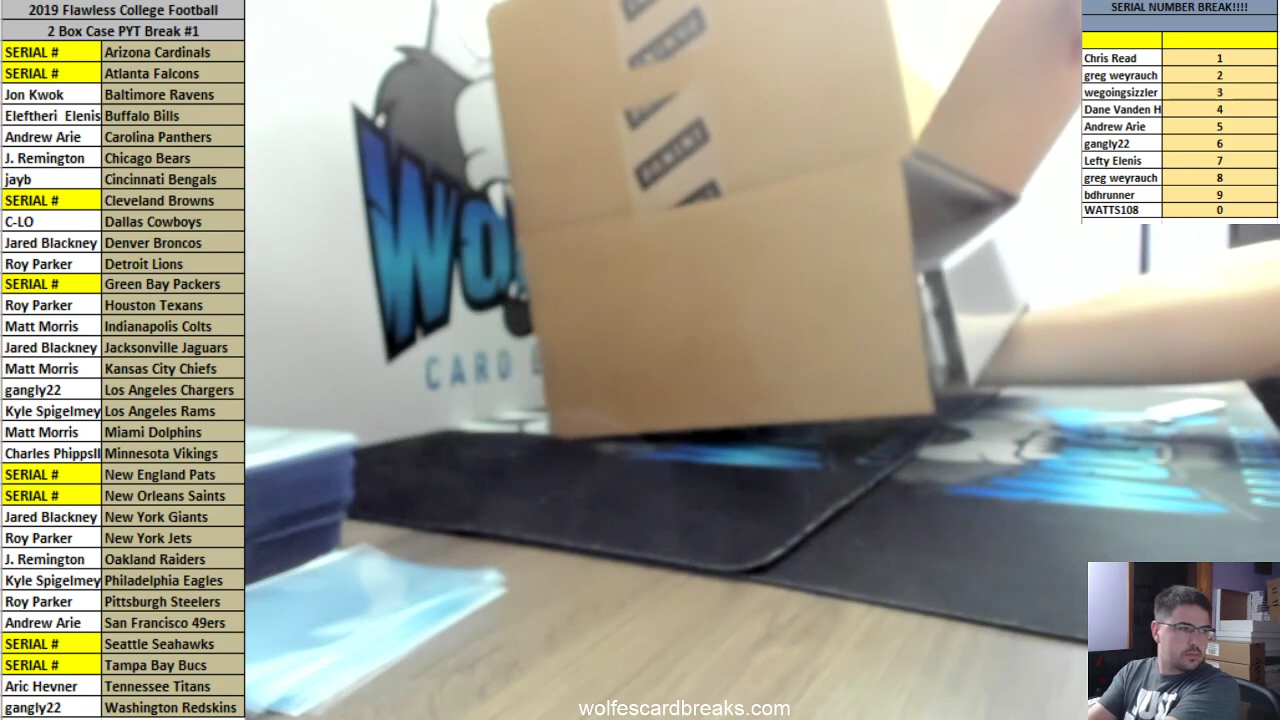 2019 Flawless College Football
2 Box Case PYT Break #1
SERIAL # Arizona Cardinals
SERIAL # Atlanta Falcons
Jon Kwok Baltimore Ravens
Eleftheri Elenis Buffalo Bills
Andrew Arie Carolina Panthers
J. Remington Chicago Bears
jayb Cincinnati Bengals
SERIAL # Cleveland Browns
C-LO Dallas Cowboys
Jared Blackney Denver Broncos
Roy Parker Detroit Lions
SERIAL # Green Bay Packers
Roy Parker Houston Texans
Matt Morris Indianapolis Colts
Jared Blackney Jacksonville Jaguars
Matt Morris Kansas City Chiefs
gangly22 Los Angeles Chargers
Kyle Spigelmey Los Angeles Rams
Matt Morris Miami Dolphins
Charles PhippsII Minnesota Vikings
SERIAL # New England Pats
SERIAL # New Orleans Saints
Jared Blackney New York Giants
Roy Parker New York Jets
J. Remington Oakland Raiders
Kyle Spigelmey Philadelphia Eagles
Roy Parker Pittsburgh Steelers
Andrew Arie San Francisco 49ers
SERIAL # Seattle Seahawks
SERIAL # Tampa Bay Bucs
Aric Hevner Tennessee Titans
gangly22 Washington Redskins
SERIAL NUMBER BREAK!!!!
Chris Read 1
greg weyrauch 2
wegoingsizzler 3
Dane Vanden H 4
Andrew Arie 5
gangly22 6
Lefty Elenis 7
greg weyrauch 8
bdhrunner 9
WATTS108 0
PANINI
Wo
CARD
JUST
wolfescardbreaks.com